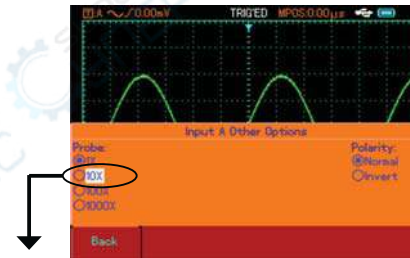 A 0.00mV TRIG'ED MPOS:0.00μs
Input A Other Options
Probe: Polarity:
1X Normal
10X Invert
100X
1000X
Back